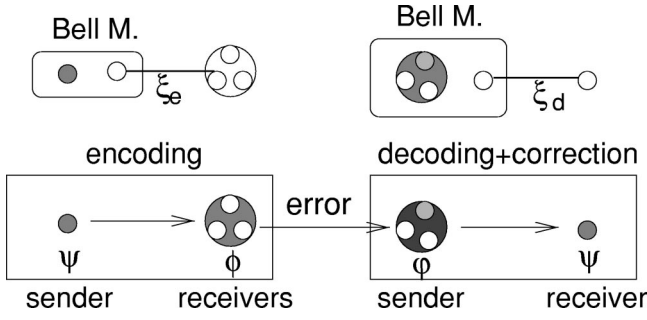 Bell M. Bell M.
ξe ξd
encoding decoding+correction
error
ψ ϕ φ ψ
sender receivers sender receiver